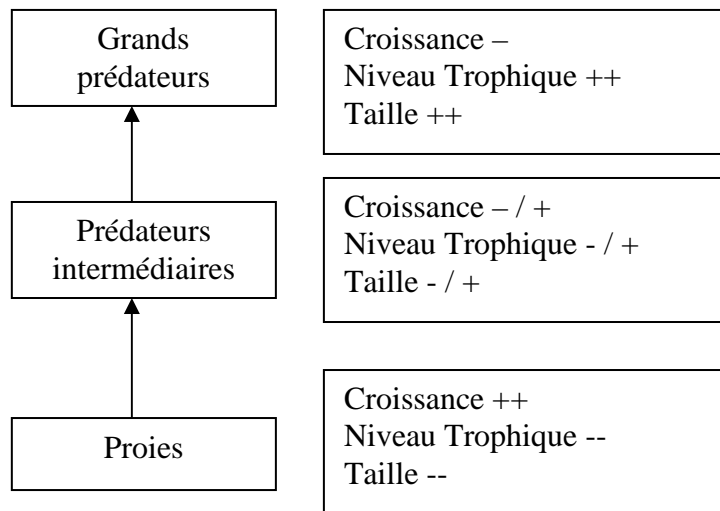 Grands
prédateurs
Croissance –
Niveau Trophique ++
Taille ++
Prédateurs
intermédiaires
Croissance – / +
Niveau Trophique - / +
Taille - / +
Proies
Croissance ++
Niveau Trophique --
Taille --